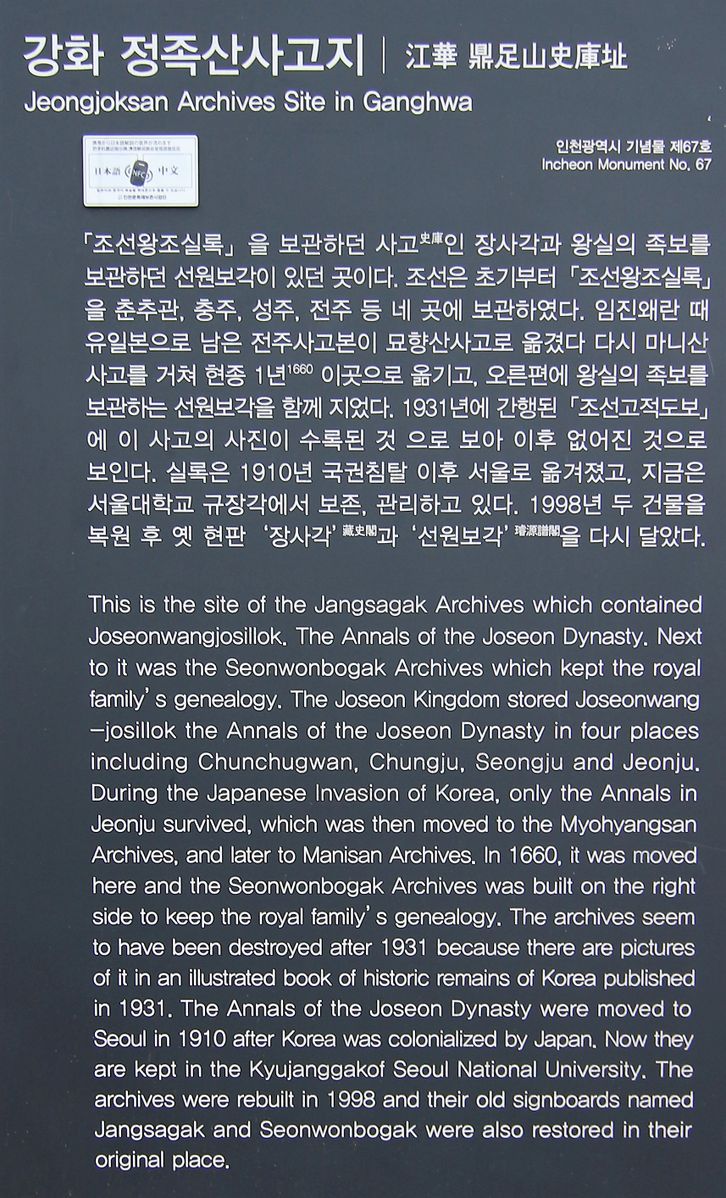 강화 정족산사고지 | 江華 鼎足山史庫址
Jeongjoksan Archives Site in Ganghwa
인천광역시 기념물 제67호
Incheon Monument No. 67
日本語 NFC 中文
「조선왕조실록」 을 보관하던 사고史庫인 장사각과 왕실의 족보를
보관하던 선원보각이 있던 곳이다. 조선은 초기부터 「조선왕조실록」
을 춘추관, 충주, 성주, 전주 등 네 곳에 보관하였다. 임진왜란 때
유일본으로 남은 전주사고본이 묘향산사고로 옮겼다 다시 마니산
사고를 거쳐 현종 1년1660 이곳으로 옮기고, 오른편에 왕실의 족보를
보관하는 선원보각을 함께 지었다. 1931년에 간행된 「조선고적도보」
에 이 사고의 사진이 수록된 것 으로 보아 이후 없어진 것으로
보인다. 실록은 1910년 국권침탈 이후 서울로 옮겨졌고, 지금은
서울대학교 규장각에서 보존, 관리하고 있다. 1998년 두 건물을
복원 후 옛 현판 ‘장사각’藏史閣과 ‘선원보각’璿源譜閣을 다시 달았다.
This is the site of the Jangsagak Archives which contained
Joseonwangjosillok. The Annals of the Joseon Dynasty. Next
to it was the Seonwonbogak Archives which kept the royal
family’s genealogy. The Joseon Kingdom stored Joseonwang
-josillok the Annals of the Joseon Dynasty in four places
including Chunchugwan, Chungju, Seongju and Jeonju.
During the Japanese Invasion of Korea, only the Annals in
Jeonju survived, which was then moved to the Myohyangsan
Archives, and later to Manisan Archives. In 1660, it was moved
here and the Seonwonbogak Archives was built on the right
side to keep the royal family’s genealogy. The archives seem
to have been destroyed after 1931 because there are pictures
of it in an illustrated book of historic remains of Korea published
in 1931. The Annals of the Joseon Dynasty were moved to
Seoul in 1910 after Korea was colonialized by Japan. Now they
are kept in the Kyujanggakof Seoul National University. The
archives were rebuilt in 1998 and their old signboards named
Jangsagak and Seonwonbogak were also restored in their
original place.